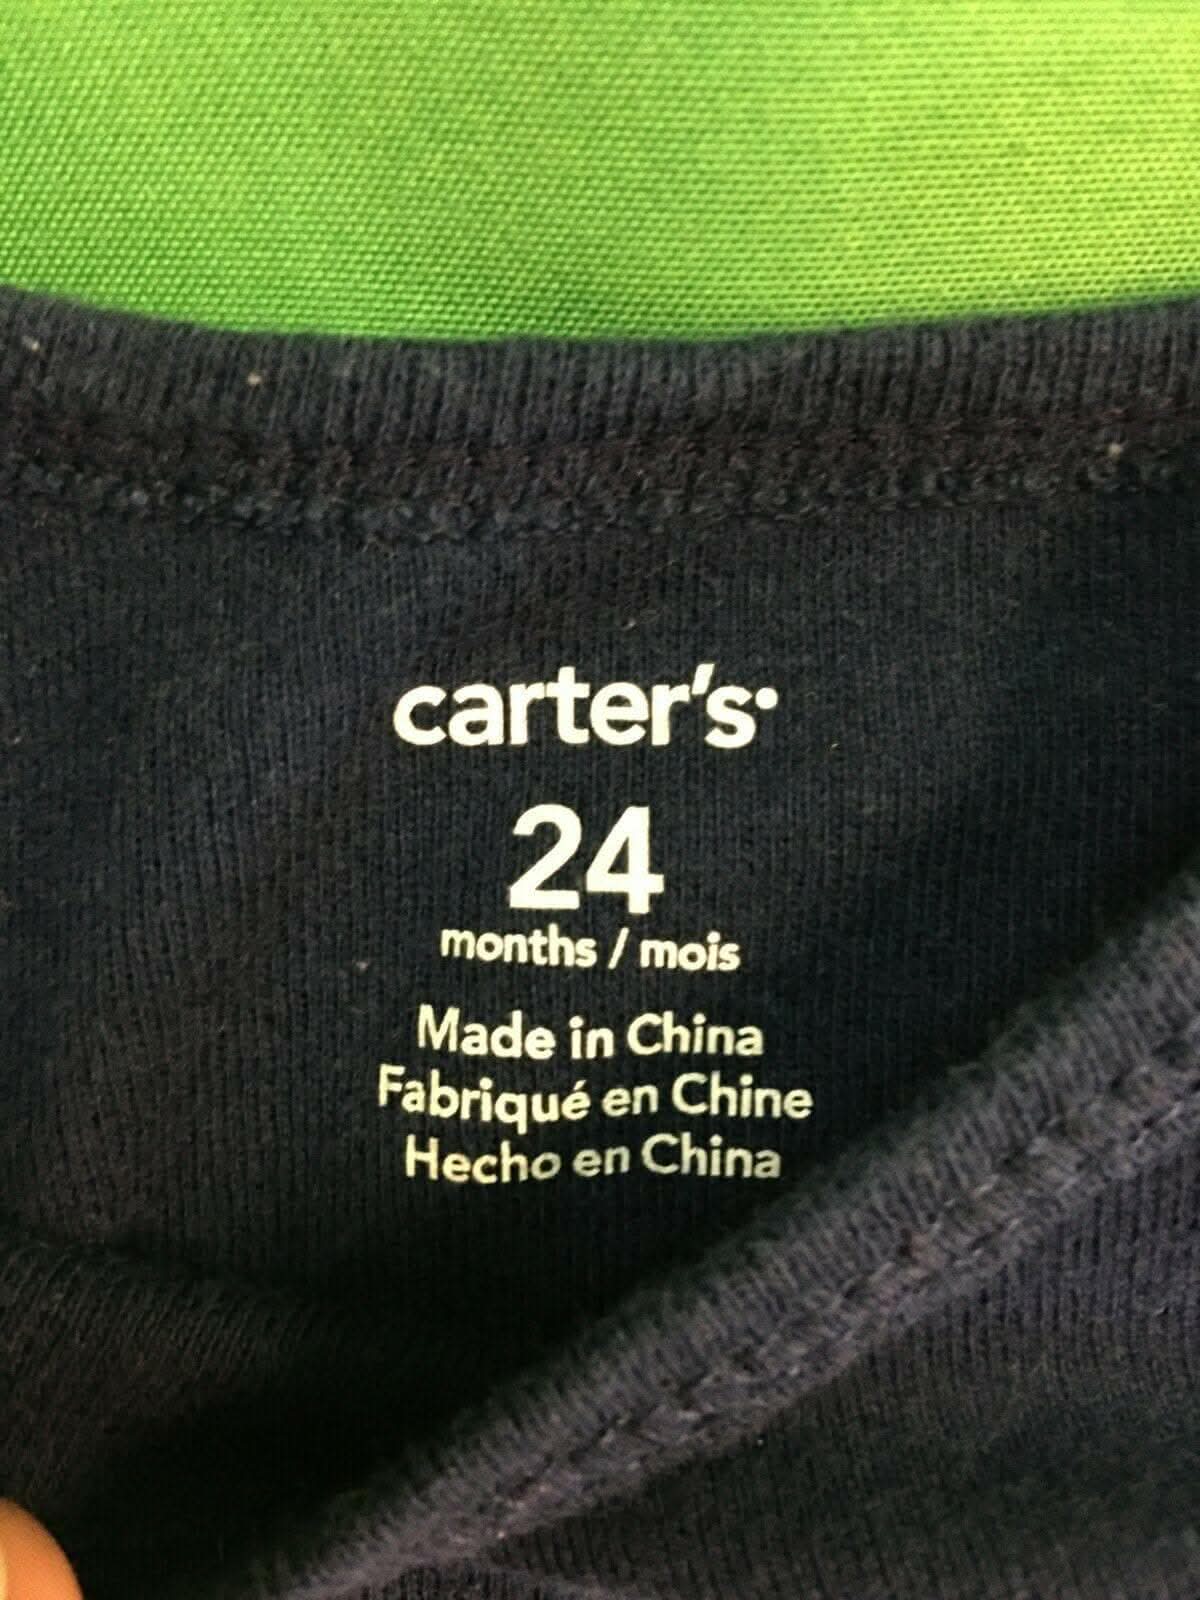 carter's
24
months / mois
Made in China
Fabriqué en Chine
Hecho en China